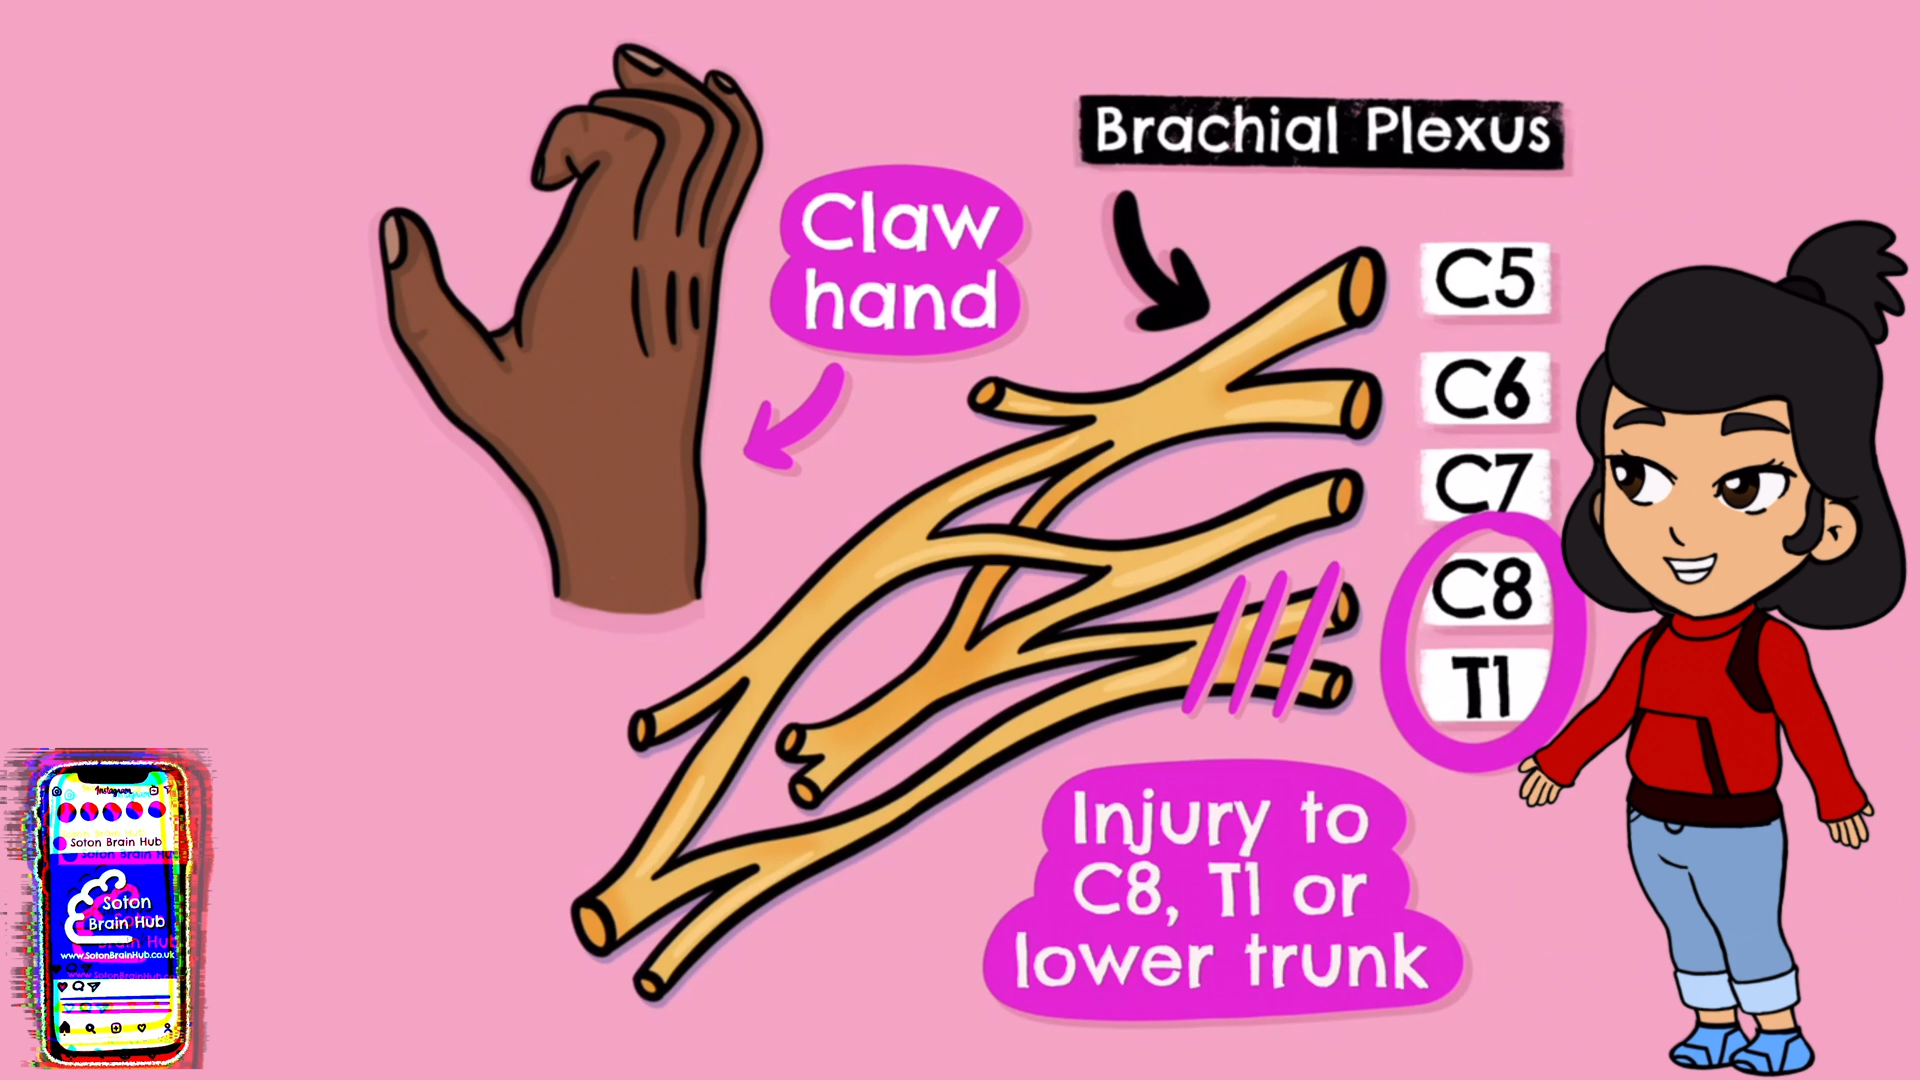 Brachial Plexus
Claw
hand
C5
C6
C7
C8
T1
Injury to
C8, T1 or
lower trunk
Instagram
Soton Brain Hub
Soton
Brain Hub
www.SotonBrainHub.co.uk